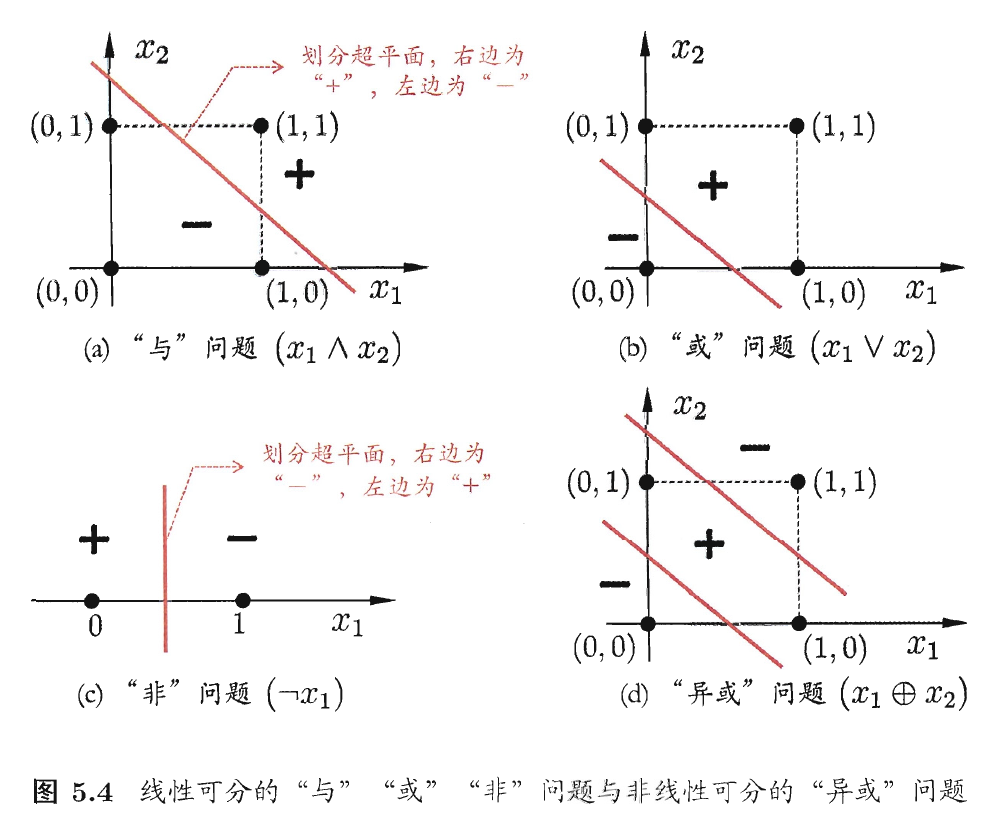 x₂
划分超平面，右边为
“+”，左边为“−”
(0,1)
(1,1)
+
−
(0,0)
(1,0)
x₁
(a) “与” 问题 (x₁ ∧ x₂)
x₂
(0,1)
(1,1)
+
−
(0,0)
(1,0)
x₁
(b) “或” 问题 (x₁ ∨ x₂)
划分超平面，右边为
“−”，左边为“+”
+
−
0
1
x₁
(c) “非” 问题 (¬x₁)
x₂
−
(0,1)
(1,1)
+
−
(0,0)
(1,0)
x₁
(d) “异或” 问题 (x₁ ⊕ x₂)
图 5.4 线性可分的“与” “或” “非” 问题与非线性可分的“异或” 问题